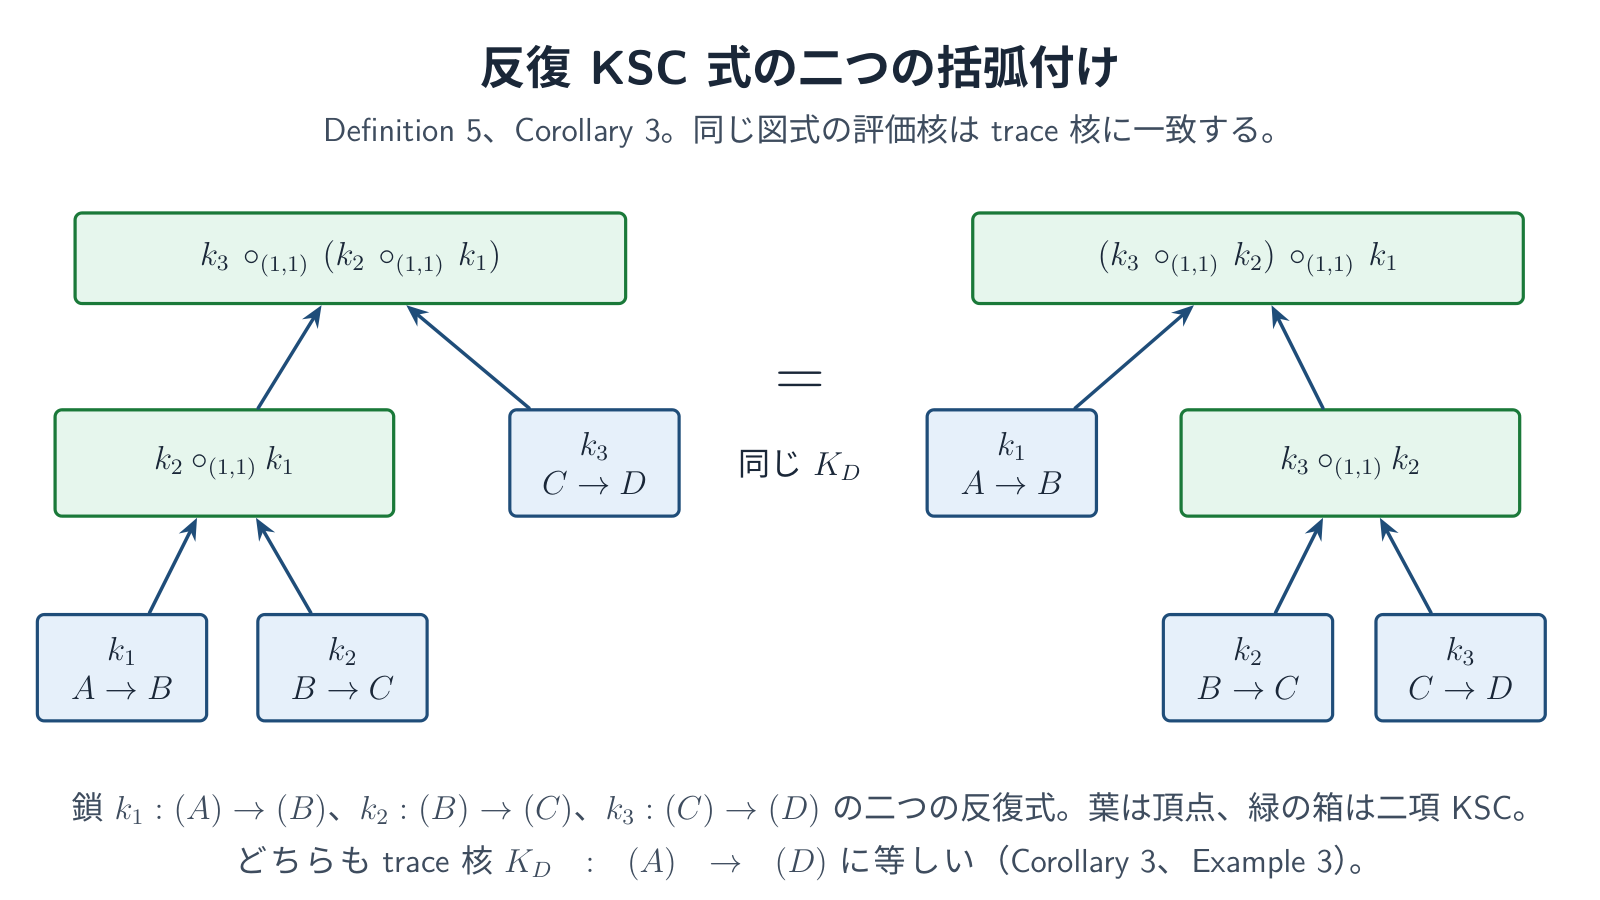 反復 KSC 式の二つの括弧付け
Definition 5、Corollary 3。同じ図式の評価核は trace 核に一致する。
k₃ ∘₍₁,₁₎ (k₂ ∘₍₁,₁₎ k₁)
(k₃ ∘₍₁,₁₎ k₂) ∘₍₁,₁₎ k₁
=
k₂ ∘₍₁,₁₎ k₁
k₃
C → D
同じ K_D
k₁
A → B
k₃ ∘₍₁,₁₎ k₂
k₁
A → B
k₂
B → C
k₂
B → C
k₃
C → D
鎖 k₁ : (A) → (B)、k₂ : (B) → (C)、k₃ : (C) → (D) の二つの反復式。葉は頂点、緑の箱は二項 KSC。
どちらも trace 核 K_D : (A) → (D) に等しい（Corollary 3、Example 3）。